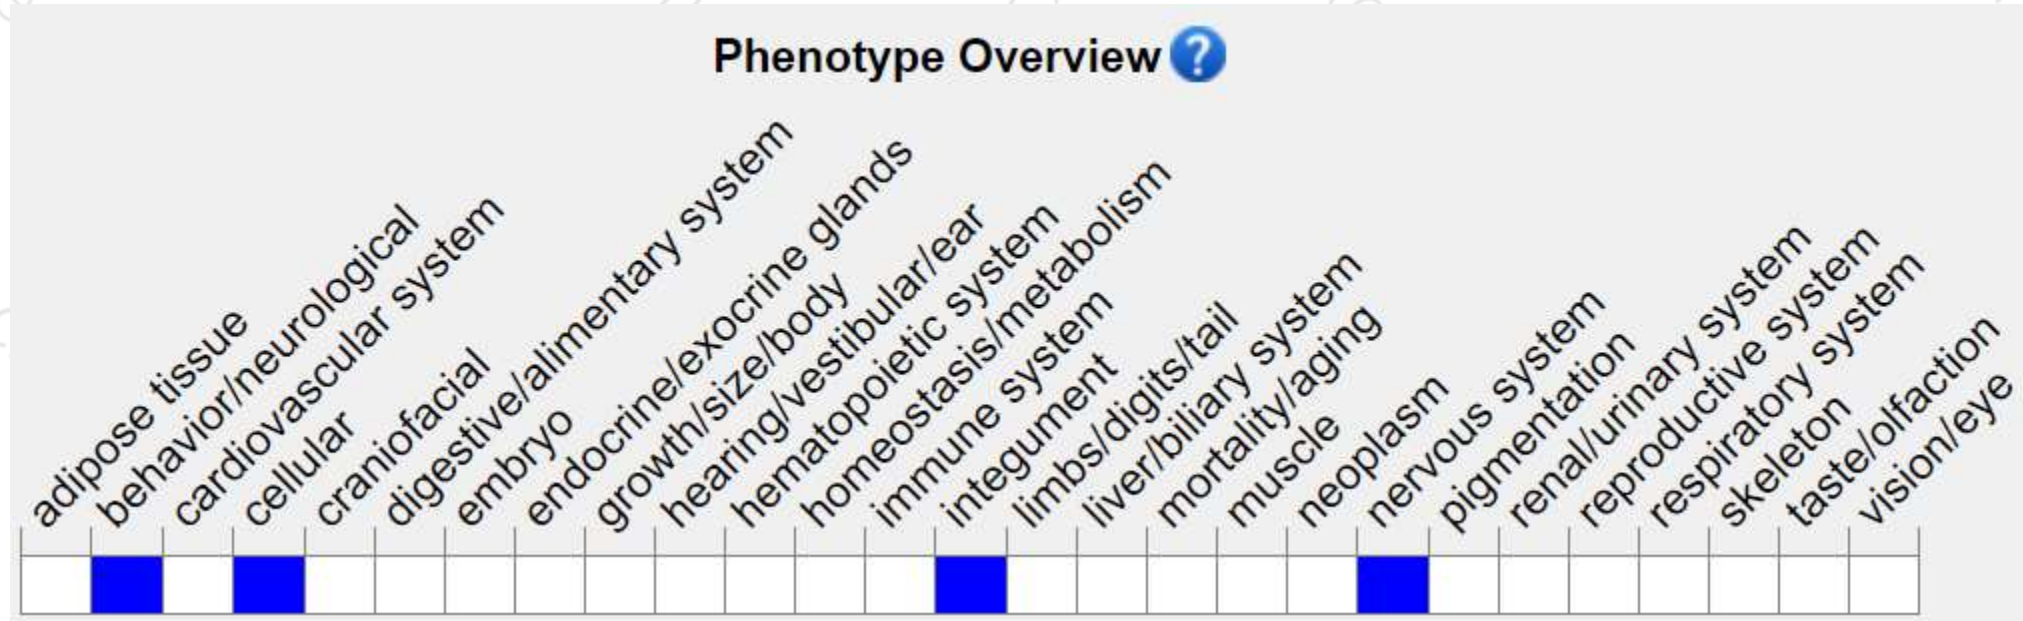 Phenotype Overview ?
adipose tissue
behavior/neurological
cardiovascular system
cellular
craniofacial
digestive/alimentary system
embryo
endocrine/exocrine glands
growth/size/body
hearing/vestibular/ear
hematopoietic system
homeostasis/metabolism
immune system
integument
limbs/digits/tail
liver/biliary system
mortality/aging
muscle
neoplasm
nervous system
pigmentation
renal/urinary system
reproductive system
respiratory system
skeleton
taste/olfaction
vision/eye